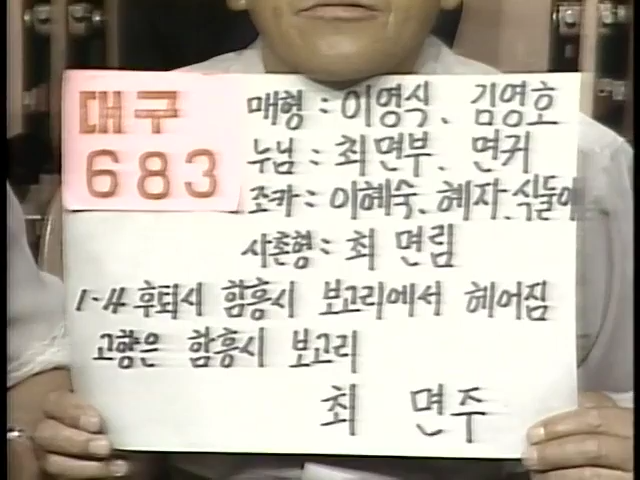 대구
683
매형 : 이영식、김영호
누님 : 최면부、면귀
조카 : 이혜숙、혜자、식돌이
사촌형 : 최 면림
1-4 후퇴시 함흥시 보고리에서 헤어짐
고향은 함흥시 보고리
최 면주